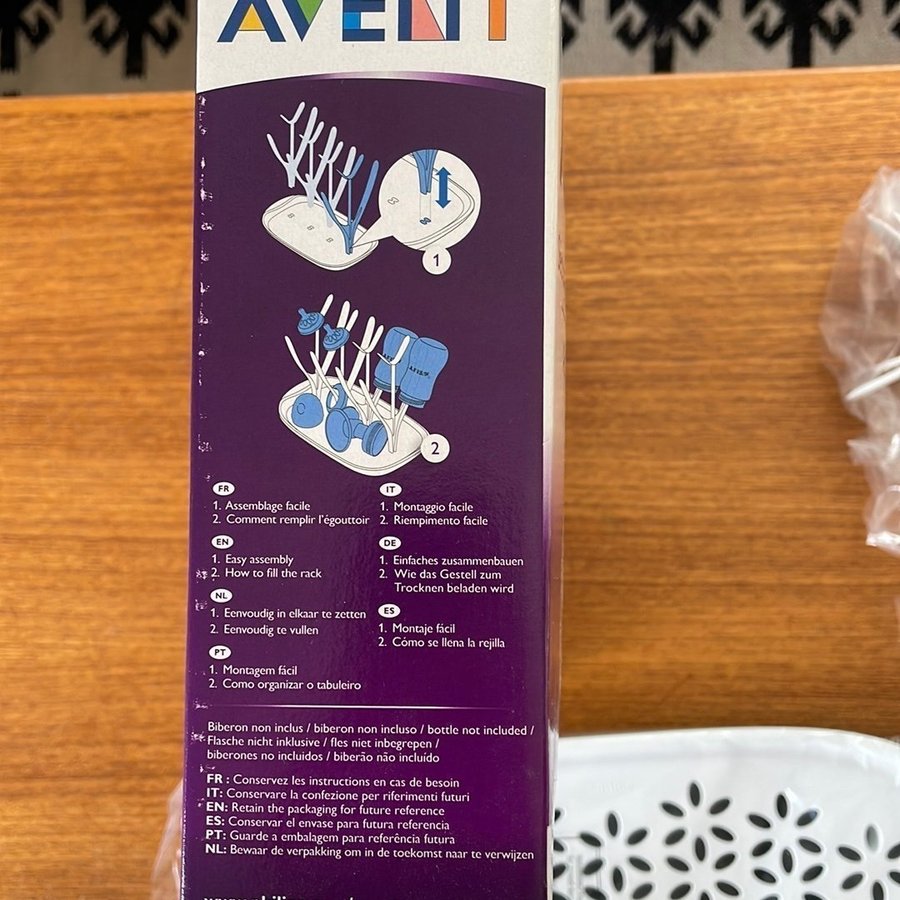 AVENT
1
2
FR
1. Assemblage facile
2. Comment remplir l'égouttoir
EN
1. Easy assembly
2. How to fill the rack
NL
1. Eenvoudig in elkaar te zetten
2. Eenvoudig te vullen
PT
1. Montagem fácil
2. Como organizar o tabuleiro
IT
1. Montaggio facile
2. Riempimento facile
DE
1. Einfaches zusammenbauen
2. Wie das Gestell zum
Trocknen beladen wird
ES
1. Montaje fácil
2. Cómo se llena la rejilla
Biberon non inclus / biberon non incluso / bottle not included /
Flasche nicht inklusive / fles niet inbegrepen /
biberones no incluidos / biberão não incluído
FR : Conservez les instructions en cas de besoin
IT: Conservare la confezione per riferimenti futuri
EN: Retain the packaging for future reference
ES: Conservar el envase para futura referencia
PT: Guarde a embalagem para referência futura
NL: Bewaar de verpakking om in de toekomst naar te verwijzen